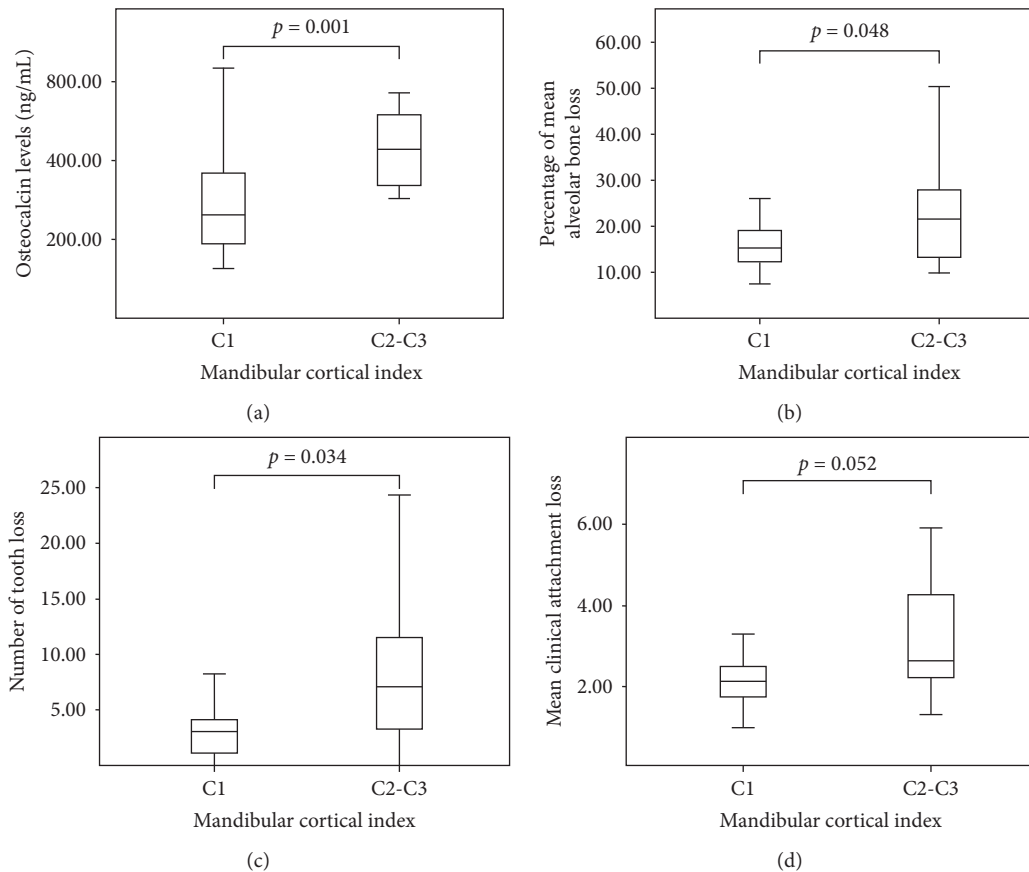 p = 0.001
Osteocalcin levels (ng/mL)
800.00
400.00
200.00
C1
C2-C3
Mandibular cortical index
(a)
p = 0.048
Percentage of mean
alveolar bone loss
60.00
50.00
40.00
30.00
20.00
10.00
C1
C2-C3
Mandibular cortical index
(b)
p = 0.034
Number of tooth loss
25.00
20.00
15.00
10.00
5.00
C1
C2-C3
Mandibular cortical index
(c)
p = 0.052
Mean clinical attachment loss
6.00
4.00
2.00
C1
C2-C3
Mandibular cortical index
(d)